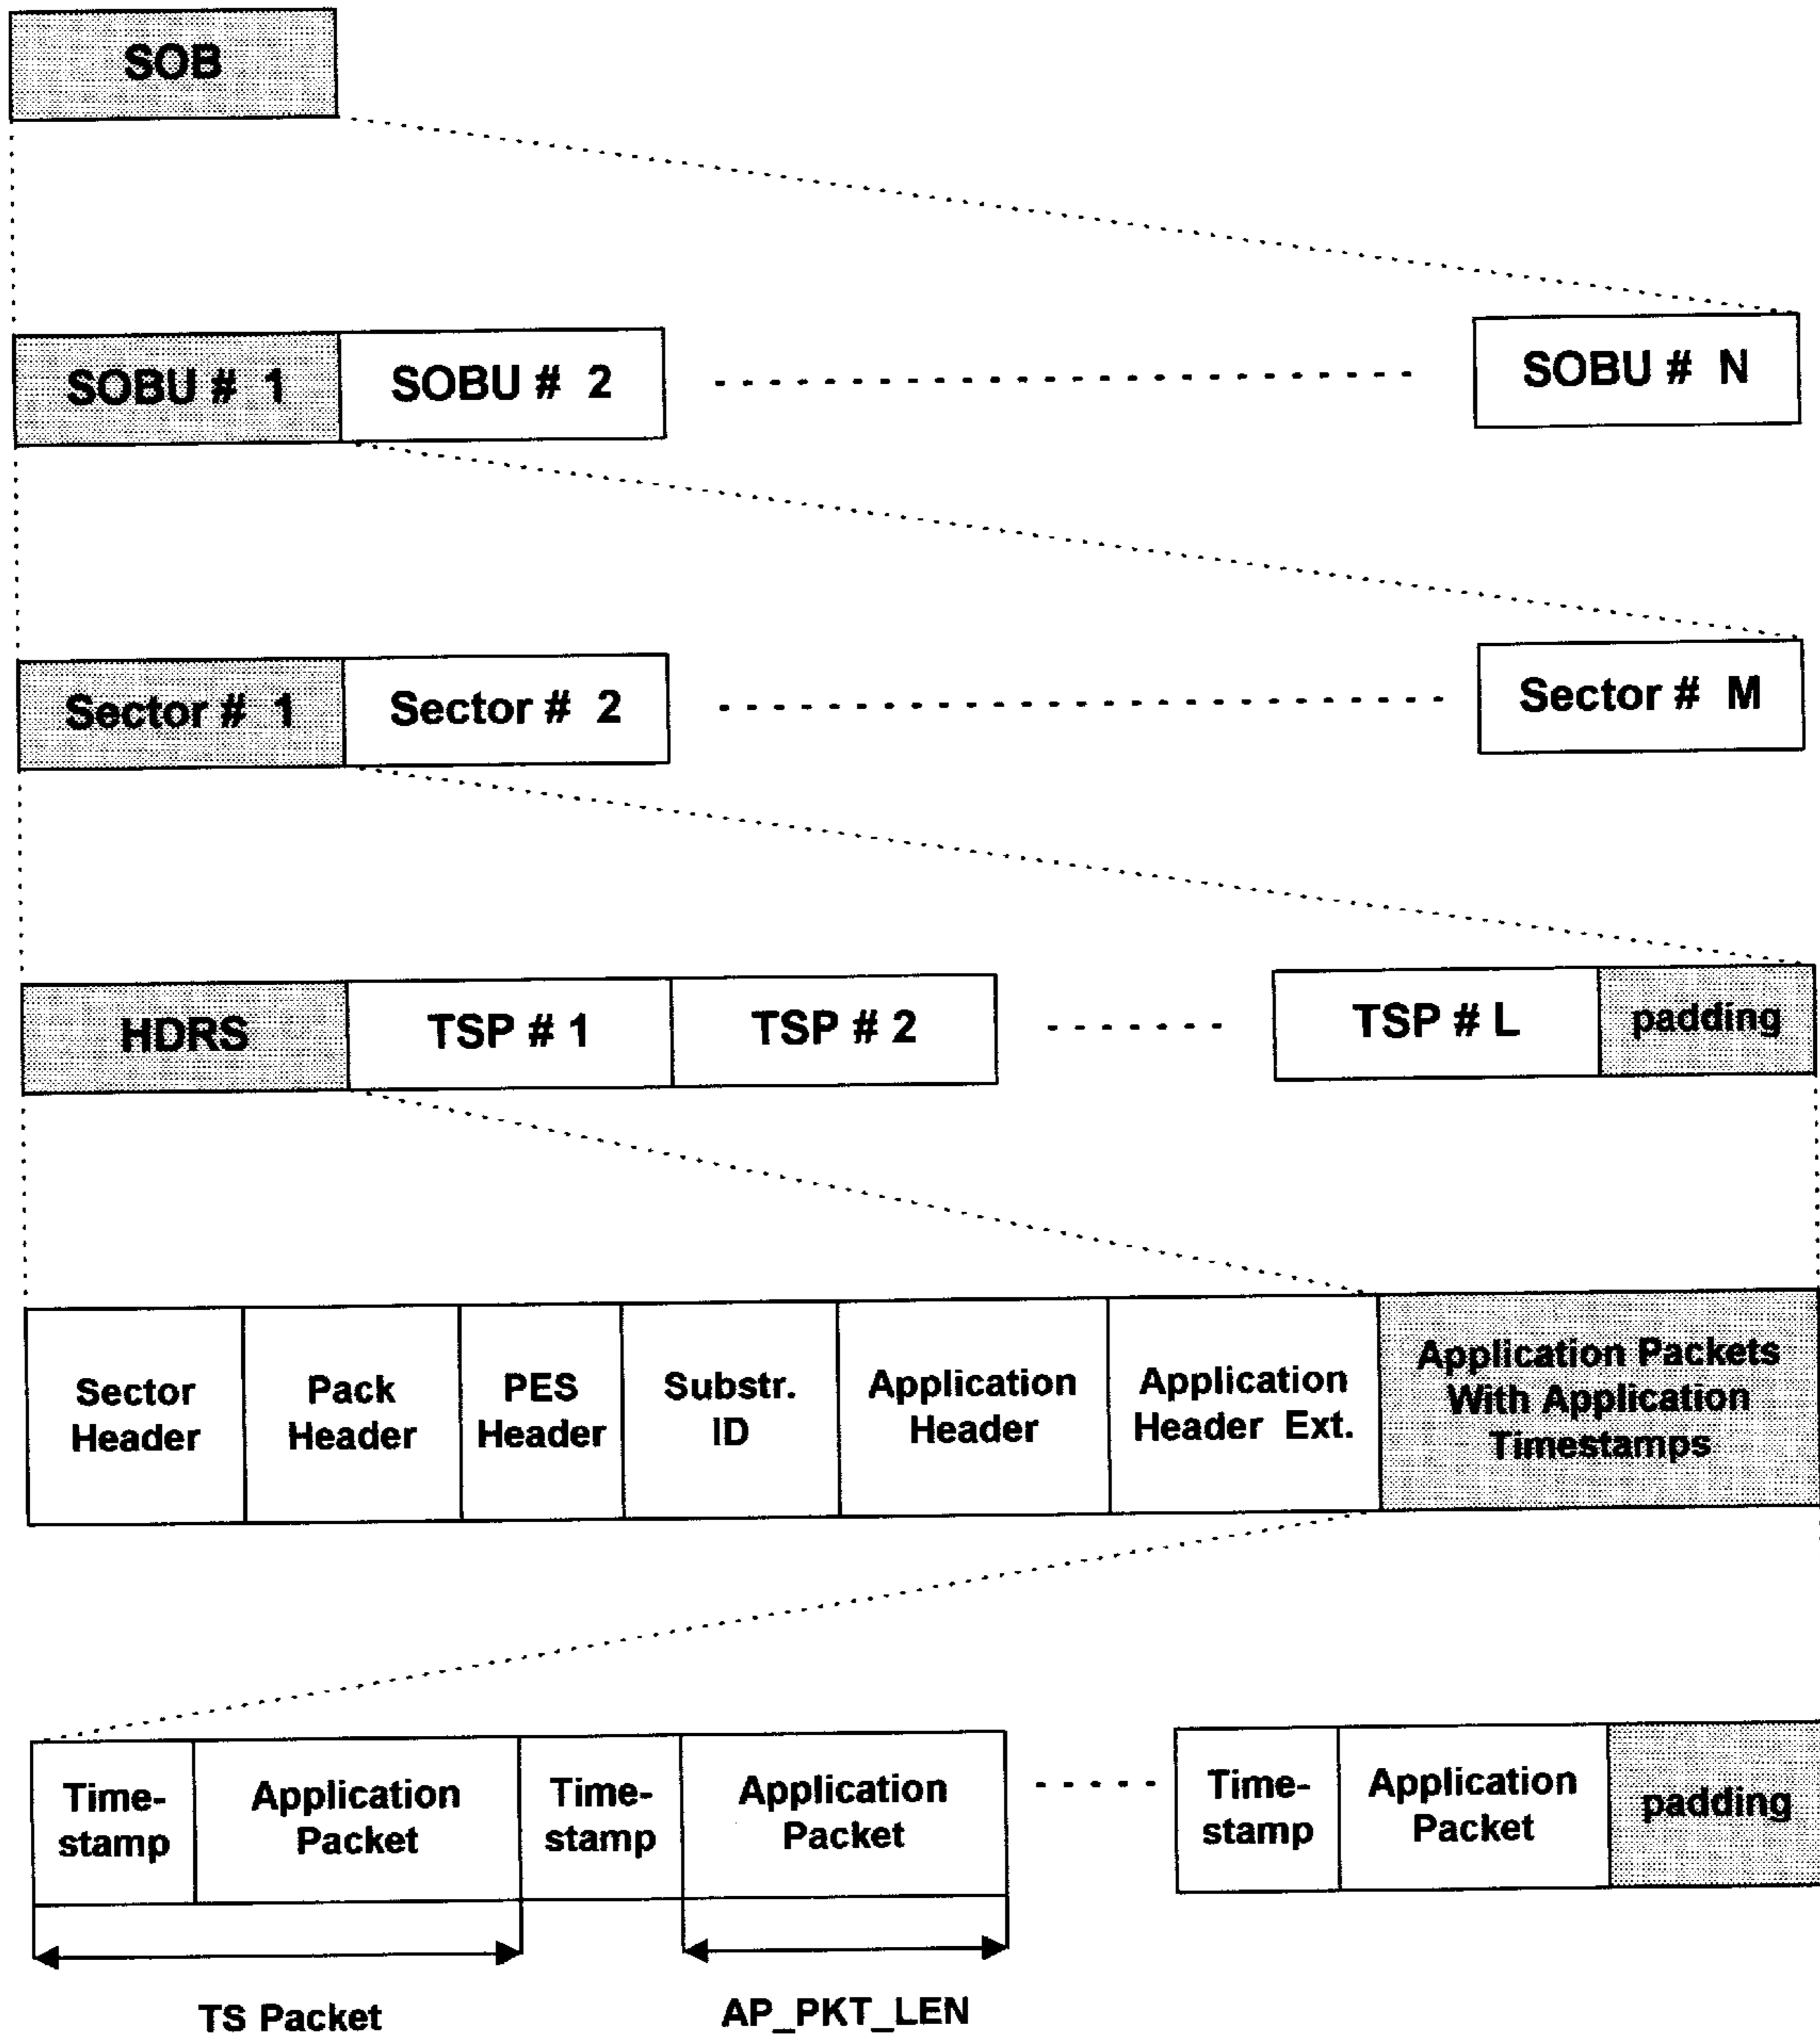 SOB
SOBU # 1 SOBU # 2 SOBU # N
Sector # 1 Sector # 2 Sector # M
HDRS TSP # 1 TSP # 2 TSP # L padding
Sector
Header
Pack
Header
PES
Header
Substr.
ID
Application
Header
Application
Header Ext.
Application Packets
With Application
Timestamps
Time-
stamp
Application
Packet
Time-
stamp
Application
Packet
Time-
stamp
Application
Packet
padding
TS Packet
AP_PKT_LEN